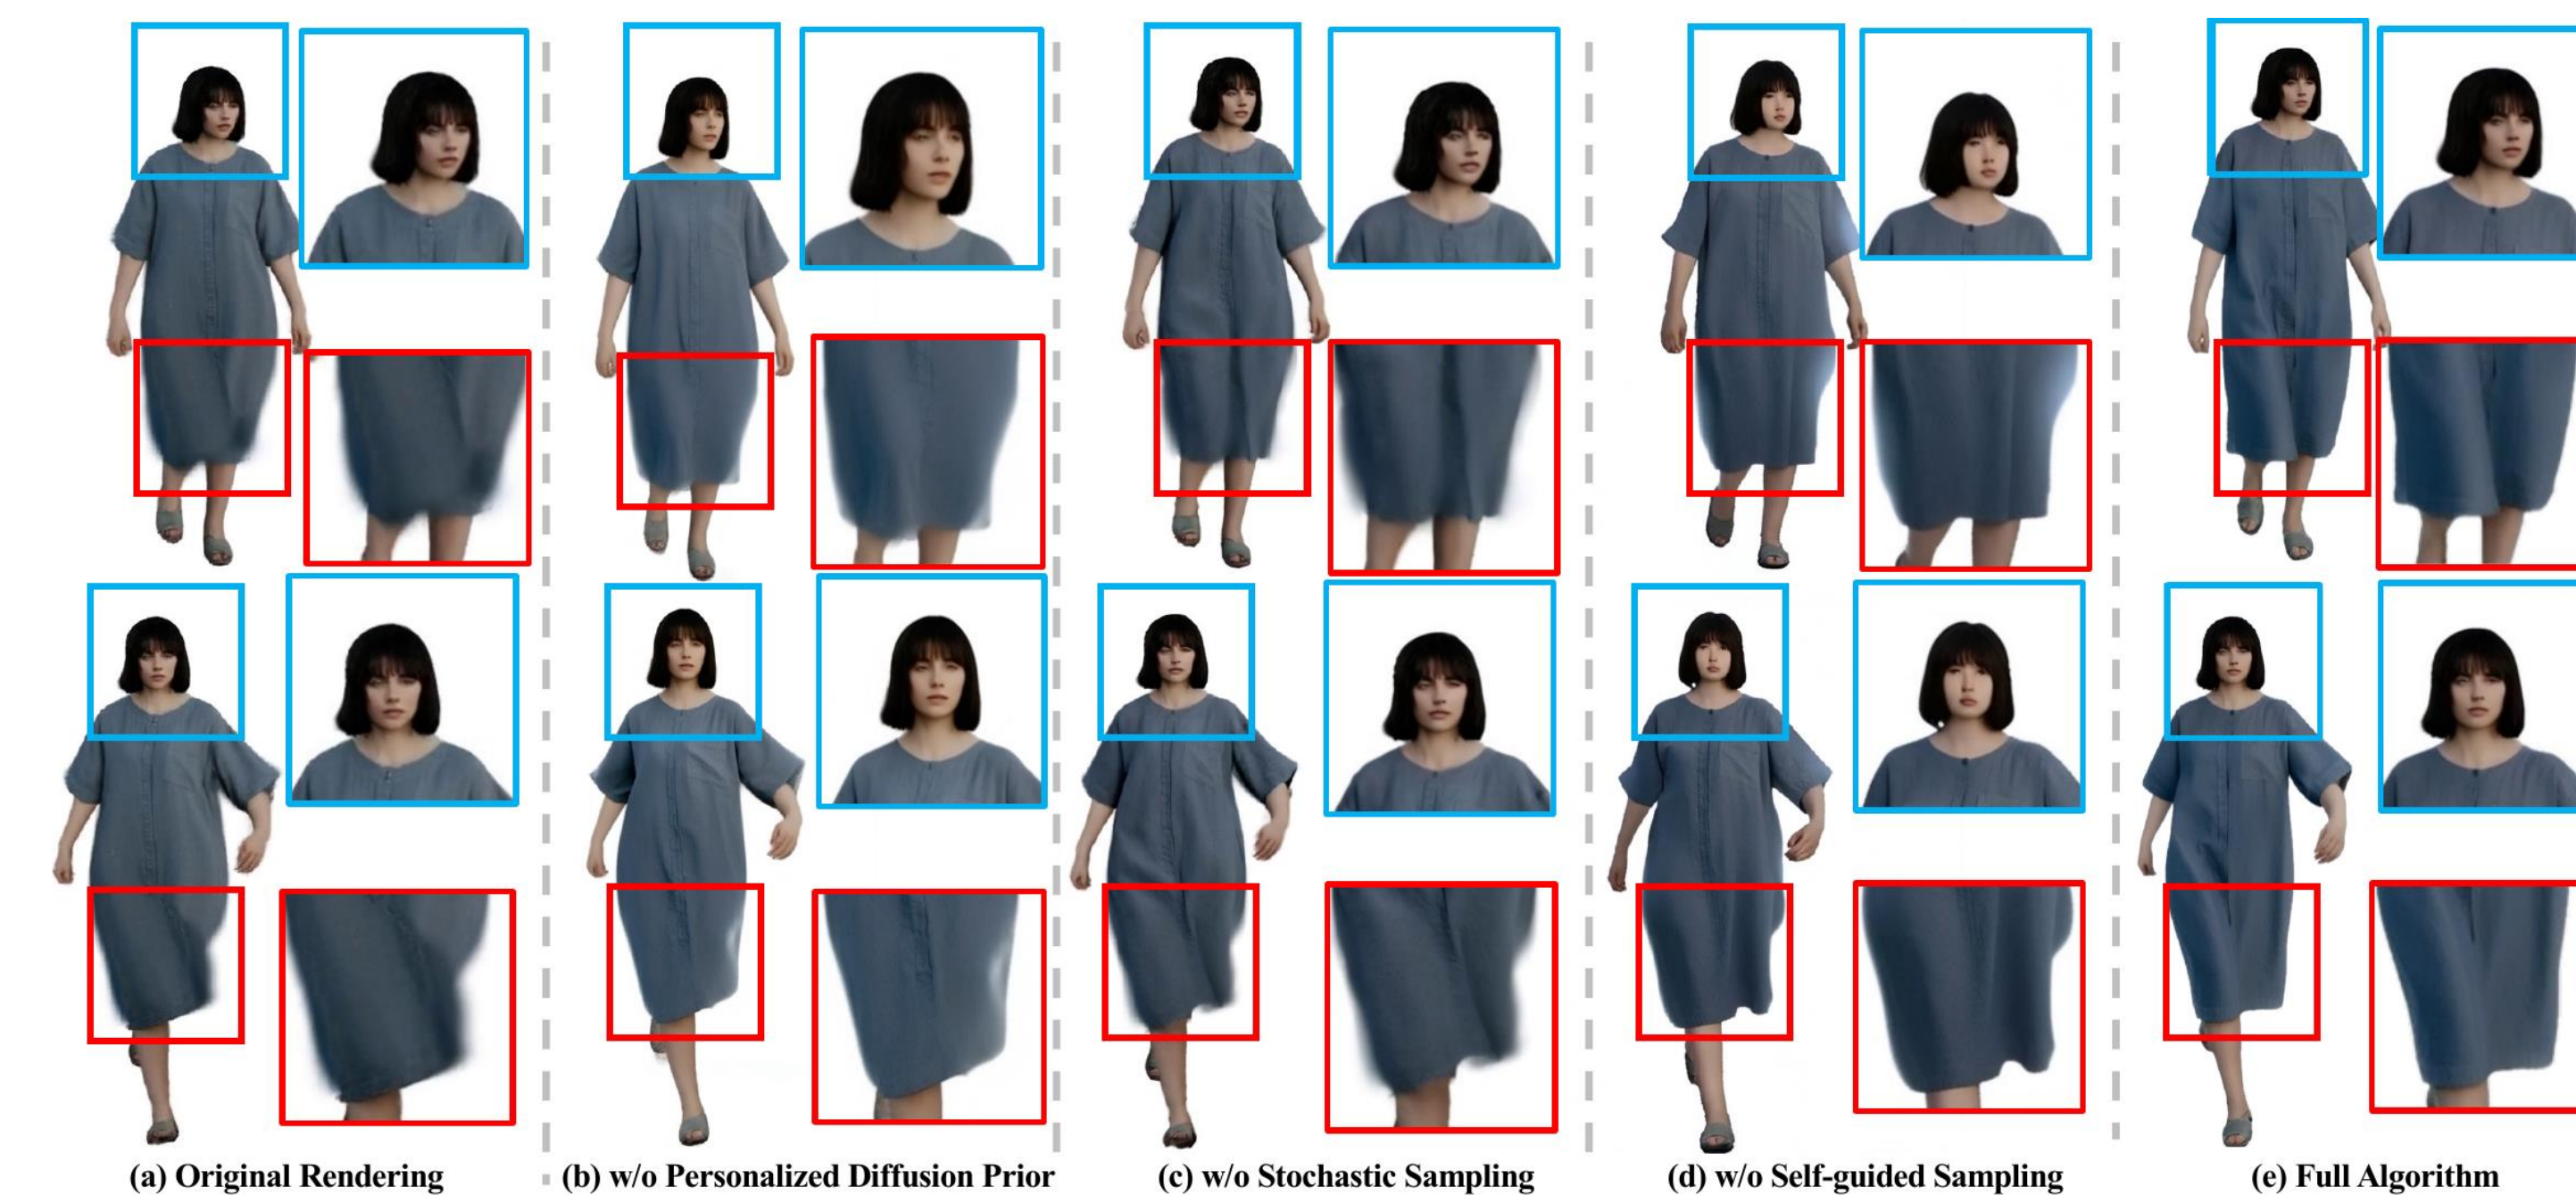 (a) Original Rendering
(b) w/o Personalized Diffusion Prior
(c) w/o Stochastic Sampling
(d) w/o Self-guided Sampling
(e) Full Algorithm